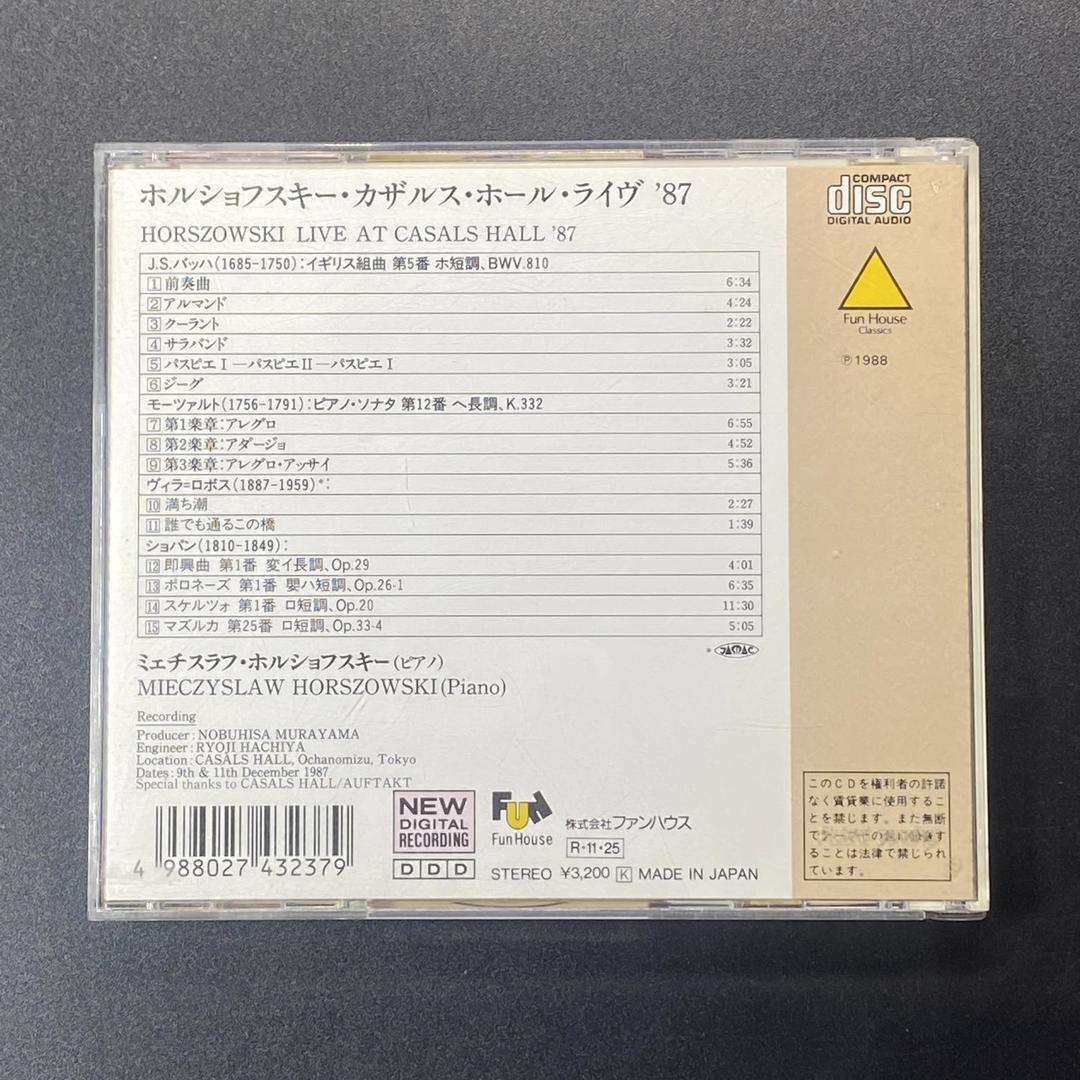 ホルショフスキー・カザルス・ホール・ライヴ '87
HORSZOWSKI LIVE AT CASALS HALL '87
J.S.バッハ(1685-1750):イギリス組曲 第5番 ホ短調、BWV.810
1 前奏曲 6:34
2 アルマンド 4:24
3 クーラント 2:22
4 サラバンド 3:32
5 パスピエⅠ—パスピエⅡ—パスピエⅠ 3:05
6 ジーグ 3:21
モーツァルト(1756-1791):ピアノ・ソナタ 第12番 ヘ長調、K.332
7 第1楽章:アレグロ 6:55
8 第2楽章:アダージョ 4:52
9 第3楽章:アレグロ・アッサイ 5:36
ヴィラ=ロボス(1887-1959)*:
10 満ち潮 2:27
11 誰でも通るこの橋 1:39
ショパン(1810-1849):
12 即興曲 第1番 変イ長調、Op.29 4:01
13 ポロネーズ 第1番 嬰ハ短調、Op.26-1 6:35
14 スケルツォ 第1番 ロ短調、Op.20 11:30
15 マズルカ 第25番 ロ短調、Op.33-4 5:05
* JASRAC
ミェチスラフ・ホルショフスキー(ピアノ)
MIECZYSLAW HORSZOWSKI(Piano)
Recording
Producer:NOBUHISA MURAYAMA
Engineer:RYOJI HACHIYA
Location:CASALS HALL, Ochanomizu, Tokyo
Dates:9th & 11th December 1987
Special thanks to CASALS HALL/AUFTAKT
4 988027 432379
NEW
DIGITAL
RECORDING
DDD
Fun
Fun House
株式会社ファンハウス
R・11・25
STEREO ¥3,200 K MADE IN JAPAN
COMPACT
disc
DIGITAL AUDIO
Fun House
Classics
Ⓟ1988
このCDを権利者の許諾
なく賃貸業に使用するこ
とを禁じます。また無断
で
ることは法律で禁じられ
ています。